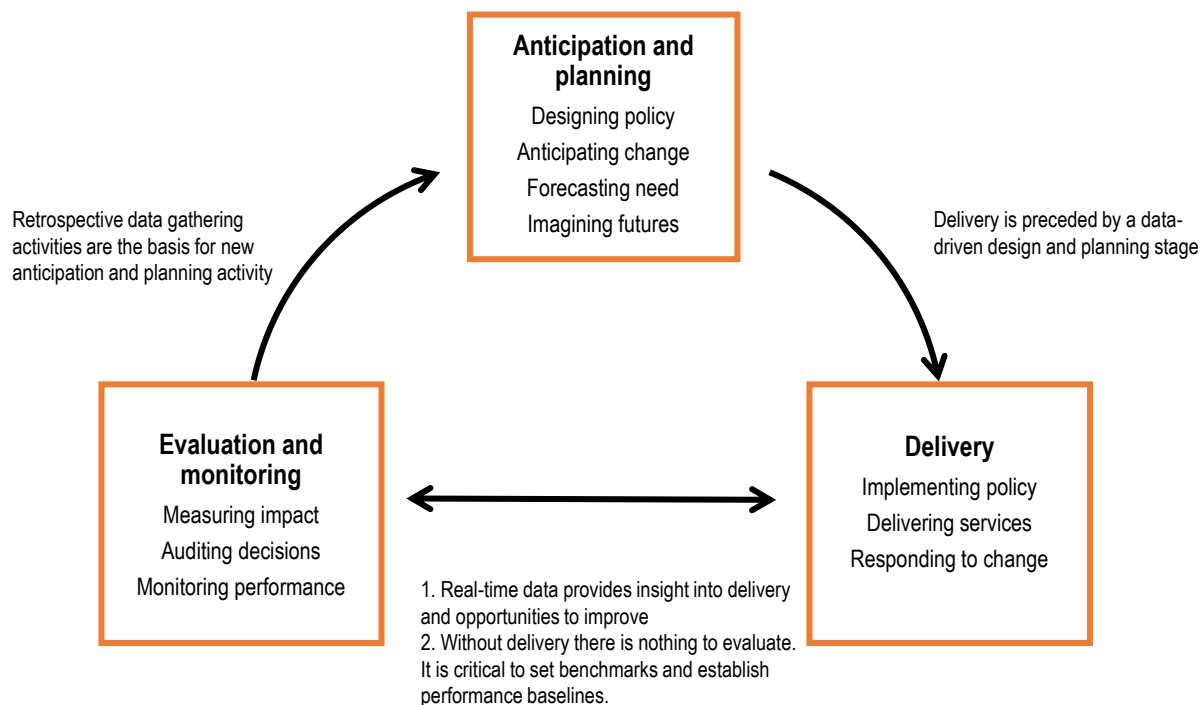 Anticipation and
planning
Designing policy
Anticipating change
Forecasting need
Imagining futures
Retrospective data gathering
activities are the basis for new
anticipation and planning activity
Delivery is preceded by a data-
driven design and planning stage
Evaluation and
monitoring
Measuring impact
Auditing decisions
Monitoring performance
Delivery
Implementing policy
Delivering services
Responding to change
1. Real-time data provides insight into delivery
and opportunities to improve
2. Without delivery there is nothing to evaluate.
It is critical to set benchmarks and establish
performance baselines.